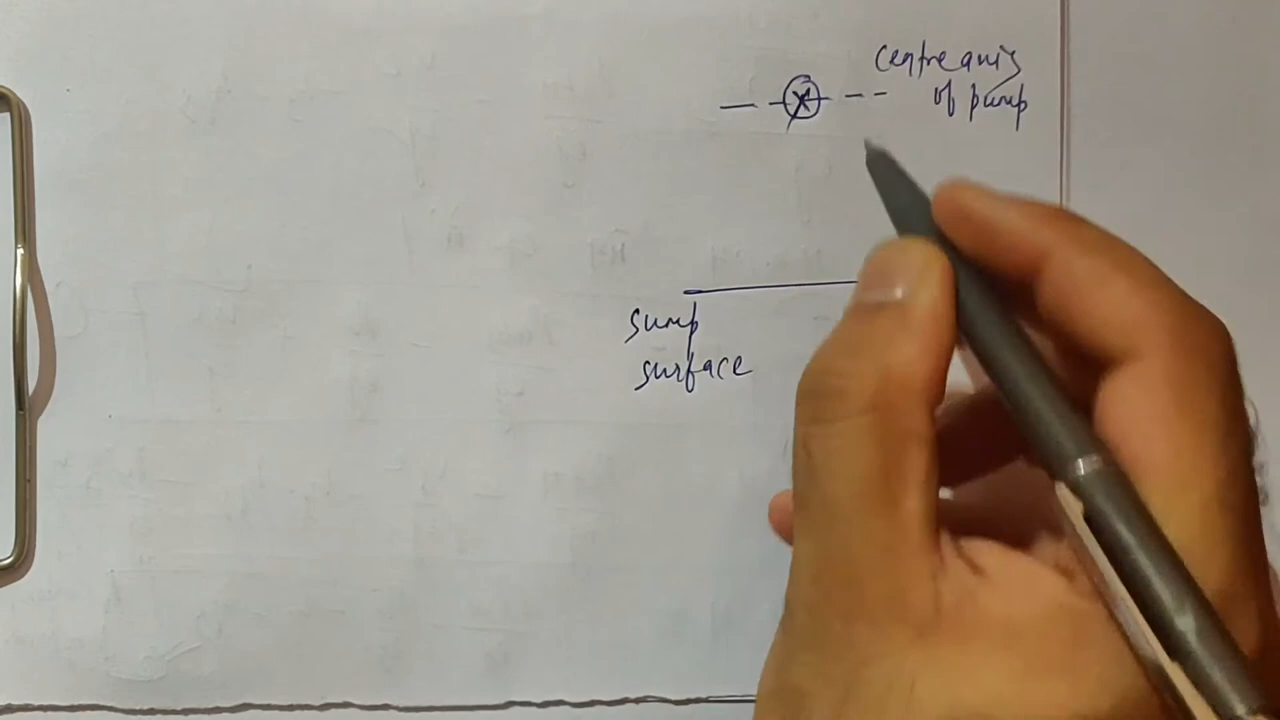 centre axis
of pump
sump
surface